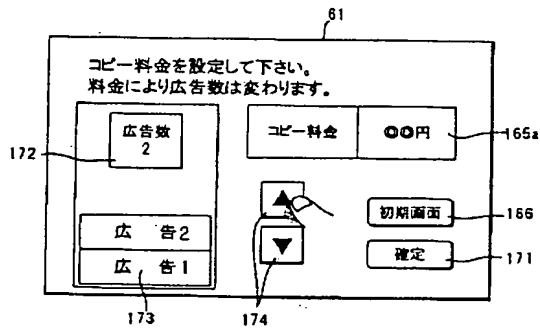 61
コピー料金を設定して下さい。
料金により広告数は変わります。
広告数
2
172
コピー料金
〇〇円
165a
初期画面
166
広 告2
確定
171
広 告1
173
174